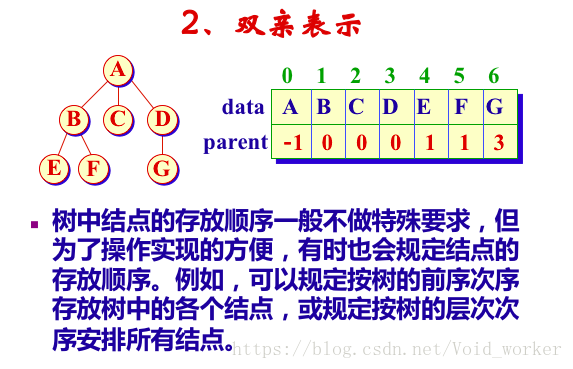 2、双亲表示
A
B C D
E F G
0 1 2 3 4 5 6
data A B C D E F G
parent -1 0 0 0 1 1 3
树中结点的存放顺序一般不做特殊要求，但
为了操作实现的方便，有时也会规定结点的
存放顺序。例如，可以规定按树的前序次序
存放树中的各个结点，或规定按树的层次次
序安排所有结点。
https://blog.csdn.net/Void_worker